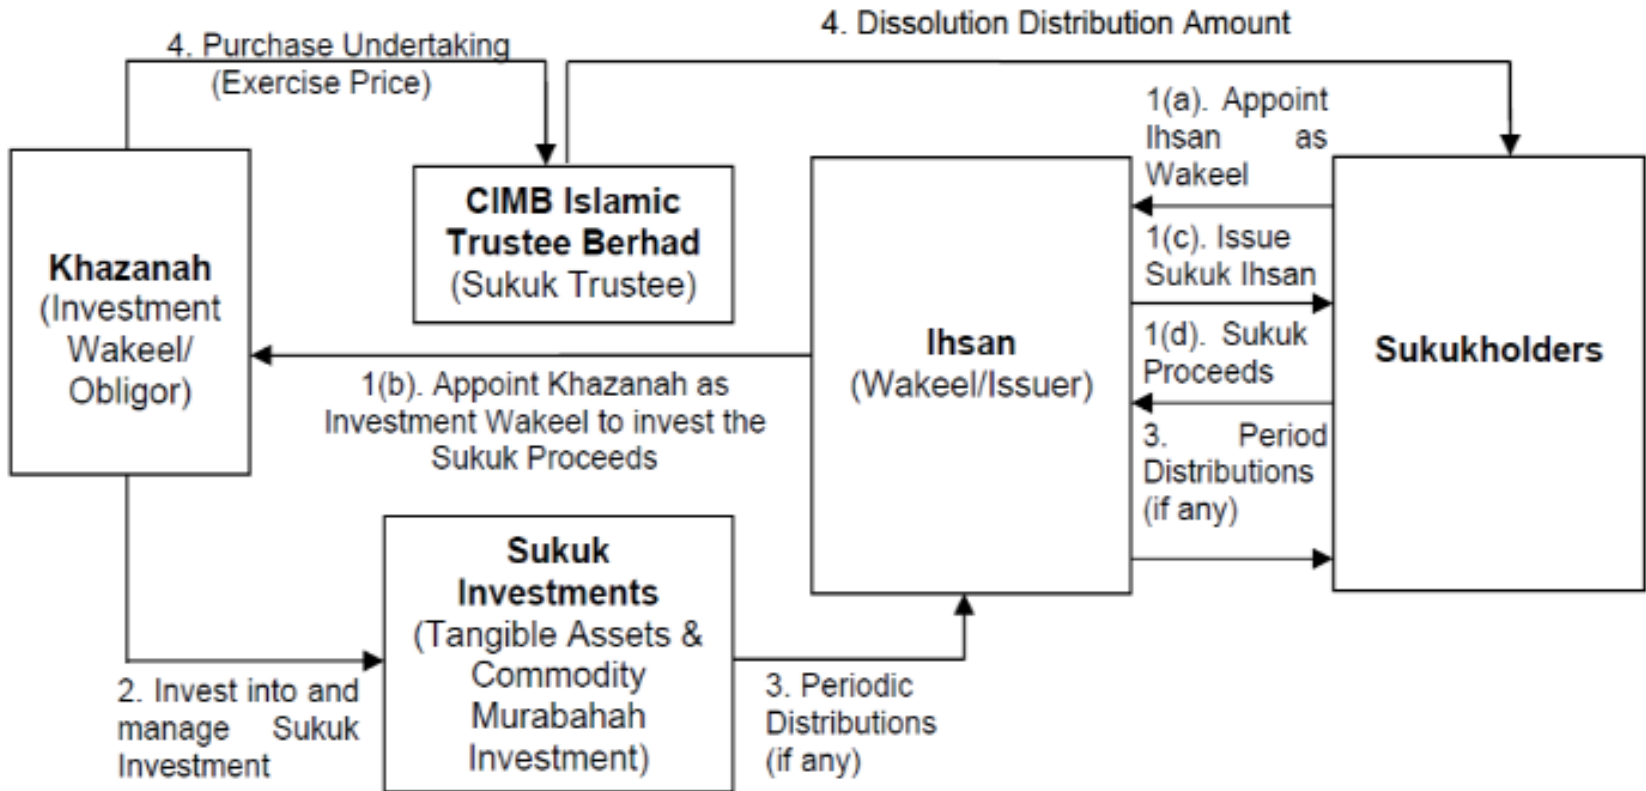 4. Purchase Undertaking
(Exercise Price)
4. Dissolution Distribution Amount
Khazanah
(Investment
Wakeel/
Obligor)
CIMB Islamic
Trustee Berhad
(Sukuk Trustee)
1(b). Appoint Khazanah as
Investment Wakeel to invest the
Sukuk Proceeds
Ihsan
(Wakeel/Issuer)
1(a). Appoint
Ihsan as
Wakeel
1(c). Issue
Sukuk Ihsan
1(d). Sukuk
Proceeds
3. Period
Distributions
(if any)
Sukukholders
2. Invest into and
manage Sukuk
Investment
Sukuk
Investments
(Tangible Assets &
Commodity
Murabahah
Investment)
3. Periodic
Distributions
(if any)